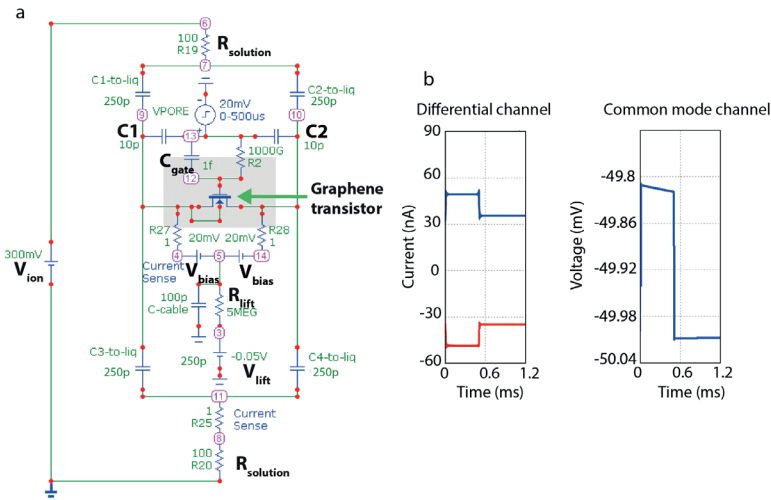 a
6
100
R19
Rsolution
7
C1-to-liq
250p
C2-to-liq
250p
VPORE
20mV
0-500us
9
10
C1
10p
13
C2
10p
Cgate
1f
1000G
R2
12
Graphene
transistor
R27
1
20mV
20mV
R28
1
4
5
14
Current
Sense
Vbias
Vbias
300mV
Vion
100p
C-cable
Rlift
5MEG
3
250p
-0.05V
Vlift
C3-to-liq
250p
C4-to-liq
250p
11
1
R25
Current
Sense
8
100
R20
Rsolution
b
Differential channel
Current (nA)
90
60
30
0
-30
-60
0
0.6
1.2
Time (ms)
Common mode channel
Voltage (mV)
-49.8
-49.86
-49.92
-49.98
-50.04
0
0.6
1.2
Time (ms)